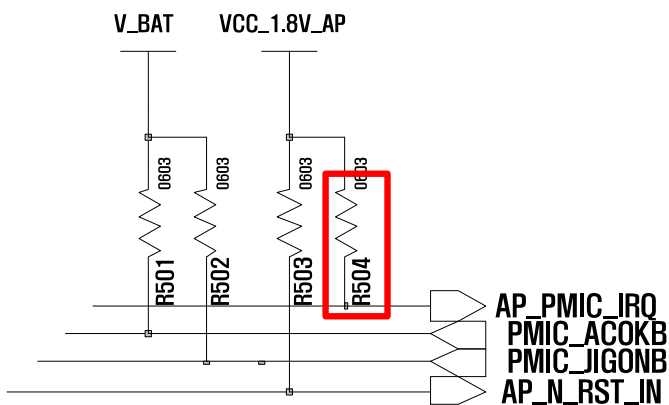 V_BAT VCC_1.8V_AP
0603 0603 0603 0603
R501 R502 R503 R504
AP_PMIC_IRQ
PMIC_ACOKB
PMIC_JIGONB
AP_N_RST_IN